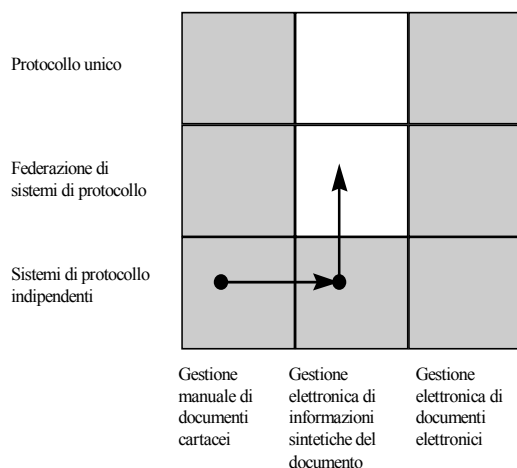 Protocollo unico
Federazione di
sistemi di protocollo
Sistemi di protocollo
indipendenti
Gestione
manuale di
documenti
cartacei
Gestione
elettronica di
informazioni
sintetiche del
documento
Gestione
elettronica di
documenti
elettronici